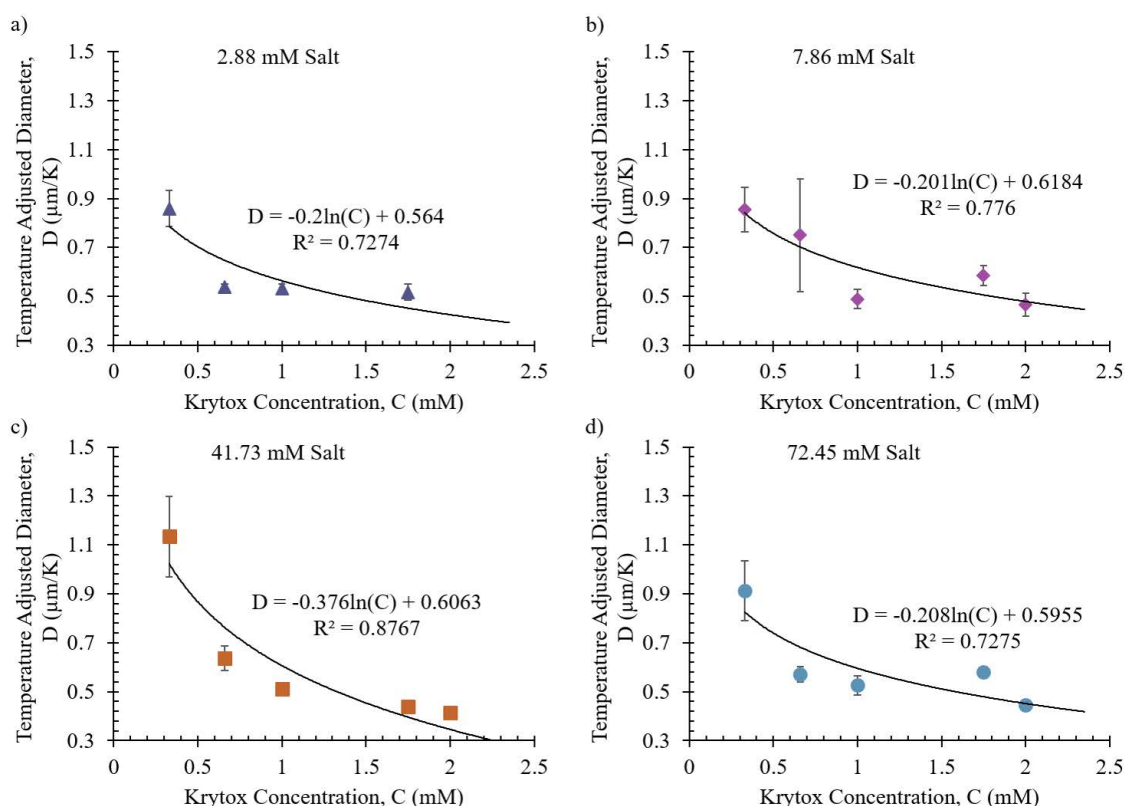 a)
2.88 mM Salt
Temperature Adjusted Diameter,
D (μm/K)
1.5
1.3
1.1
0.9
0.7
0.5
0.3
D = -0.2ln(C) + 0.564
R² = 0.7274
0 0.5 1 1.5 2 2.5
Krytox Concentration, C (mM)
b)
7.86 mM Salt
Temperature Adjusted Diameter,
D (μm/K)
1.5
1.3
1.1
0.9
0.7
0.5
0.3
D = -0.201ln(C) + 0.6184
R² = 0.776
0 0.5 1 1.5 2 2.5
Krytox Concentration, C (mM)
c)
41.73 mM Salt
Temperature Adjusted Diameter,
D (μm/K)
1.5
1.3
1.1
0.9
0.7
0.5
0.3
D = -0.376ln(C) + 0.6063
R² = 0.8767
0 0.5 1 1.5 2 2.5
Krytox Concentration, C (mM)
d)
72.45 mM Salt
Temperature Adjusted Diameter,
D (μm/K)
1.5
1.3
1.1
0.9
0.7
0.5
0.3
D = -0.208ln(C) + 0.5955
R² = 0.7275
0 0.5 1 1.5 2 2.5
Krytox Concentration, C (mM)